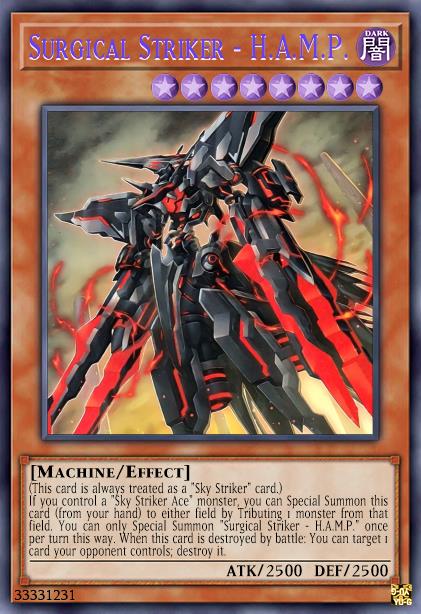 SURGICAL STRIKER - H.A.M.P.
DARK
闇
[MACHINE/EFFECT]
(This card is always treated as a "Sky Striker" card.)
If you control a "Sky Striker Ace" monster, you can Special Summon this
card (from your hand) to either field by Tributing 1 monster from that
field. You can only Special Summon "Surgical Striker - H.A.M.P." once
per turn this way. When this card is destroyed by battle: You can target 1
card your opponent controls; destroy it.
ATK/2500 DEF/2500
33331231